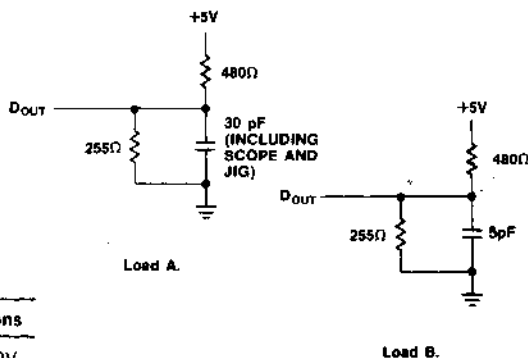 +5V
480Ω
DOUT
255Ω
30 pF
(INCLUDING
SCOPE AND
JIG)
Load A.
+5V
480Ω
DOUT
255Ω
5pF
Load B.
ons